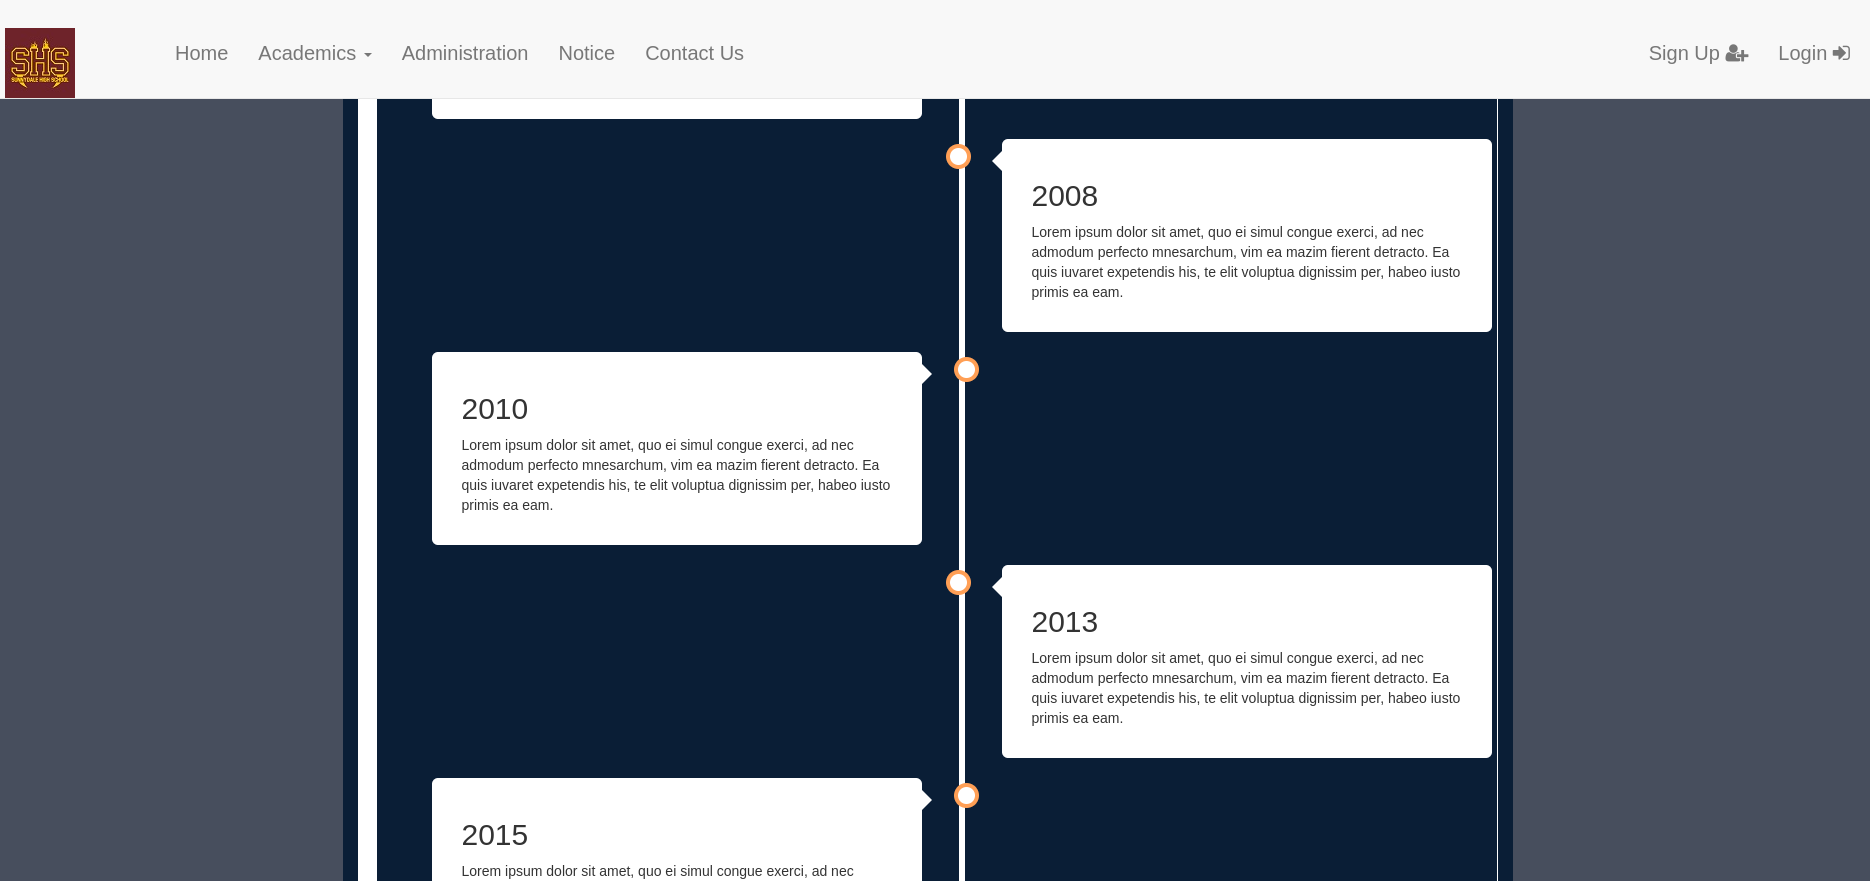 SHS
SUNNYDALE HIGH SCHOOL
Home
Academics
Administration
Notice
Contact Us
Sign Up
Login
2008
Lorem ipsum dolor sit amet, quo ei simul congue exerci, ad nec
admodum perfecto mnesarchum, vim ea mazim fierent detracto. Ea
quis iuvaret expetendis his, te elit voluptua dignissim per, habeo iusto
primis ea eam.
2010
Lorem ipsum dolor sit amet, quo ei simul congue exerci, ad nec
admodum perfecto mnesarchum, vim ea mazim fierent detracto. Ea
quis iuvaret expetendis his, te elit voluptua dignissim per, habeo iusto
primis ea eam.
2013
Lorem ipsum dolor sit amet, quo ei simul congue exerci, ad nec
admodum perfecto mnesarchum, vim ea mazim fierent detracto. Ea
quis iuvaret expetendis his, te elit voluptua dignissim per, habeo iusto
primis ea eam.
2015
Lorem ipsum dolor sit amet, quo ei simul congue exerci, ad nec